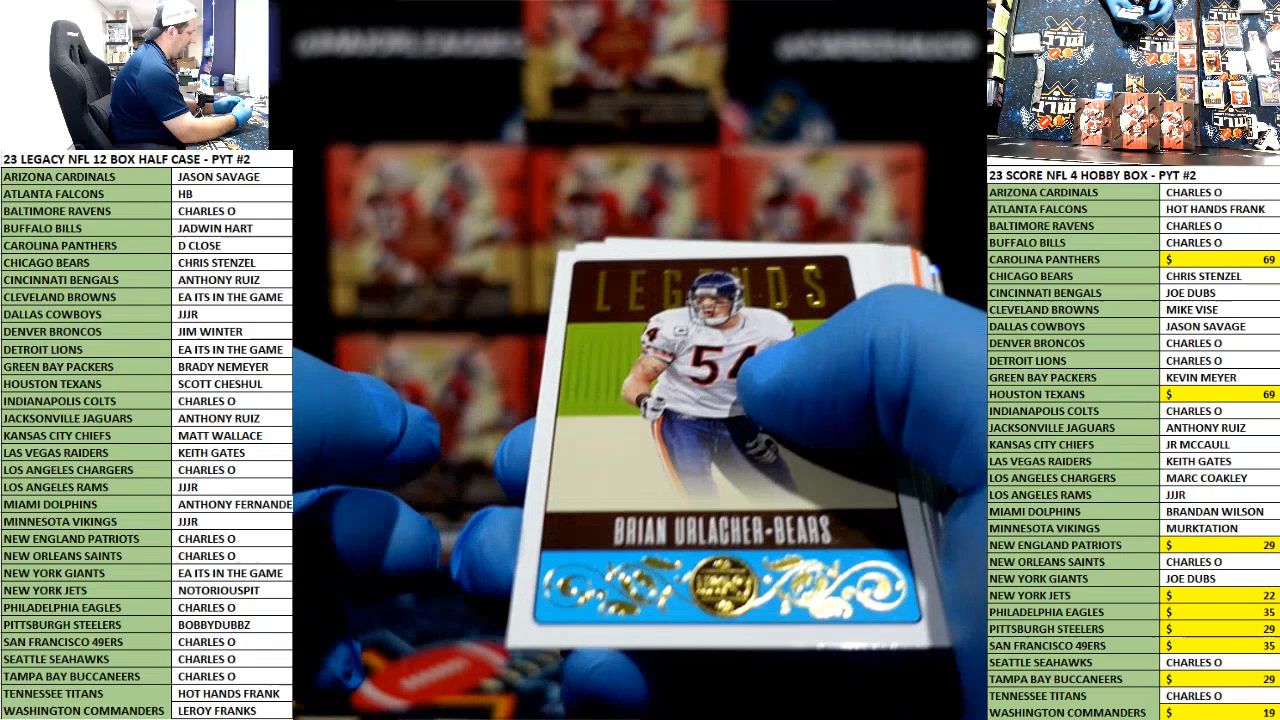 23 LEGACY NFL 12 BOX HALF CASE - PYT #2
ARIZONA CARDINALS JASON SAVAGE
ATLANTA FALCONS HB
BALTIMORE RAVENS CHARLES O
BUFFALO BILLS JADWIN HART
CAROLINA PANTHERS D CLOSE
CHICAGO BEARS CHRIS STENZEL
CINCINNATI BENGALS ANTHONY RUIZ
CLEVELAND BROWNS EA ITS IN THE GAME
DALLAS COWBOYS JJJR
DENVER BRONCOS JIM WINTER
DETROIT LIONS EA ITS IN THE GAME
GREEN BAY PACKERS BRADY NEMEYER
HOUSTON TEXANS SCOTT CHESHUL
INDIANAPOLIS COLTS CHARLES O
JACKSONVILLE JAGUARS ANTHONY RUIZ
KANSAS CITY CHIEFS MATT WALLACE
LAS VEGAS RAIDERS KEITH GATES
LOS ANGELES CHARGERS CHARLES O
LOS ANGELES RAMS JJJR
MIAMI DOLPHINS ANTHONY FERNANDE
MINNESOTA VIKINGS JJJR
NEW ENGLAND PATRIOTS CHARLES O
NEW ORLEANS SAINTS CHARLES O
NEW YORK GIANTS EA ITS IN THE GAME
NEW YORK JETS NOTORIOUSPIT
PHILADELPHIA EAGLES CHARLES O
PITTSBURGH STEELERS BOBBYDUBBZ
SAN FRANCISCO 49ERS CHARLES O
SEATTLE SEAHAWKS CHARLES O
TAMPA BAY BUCCANEERS CHARLES O
TENNESSEE TITANS HOT HANDS FRANK
WASHINGTON COMMANDERS LEROY FRANKS
LEGENDS
54
BRIAN URLACHER-BEARS
23 SCORE NFL 4 HOBBY BOX - PYT #2
ARIZONA CARDINALS CHARLES O
ATLANTA FALCONS HOT HANDS FRANK
BALTIMORE RAVENS CHARLES O
BUFFALO BILLS CHARLES O
CAROLINA PANTHERS $ 69
CHICAGO BEARS CHRIS STENZEL
CINCINNATI BENGALS JOE DUBS
CLEVELAND BROWNS MIKE VISE
DALLAS COWBOYS JASON SAVAGE
DENVER BRONCOS CHARLES O
DETROIT LIONS CHARLES O
GREEN BAY PACKERS KEVIN MEYER
HOUSTON TEXANS $ 69
INDIANAPOLIS COLTS CHARLES O
JACKSONVILLE JAGUARS ANTHONY RUIZ
KANSAS CITY CHIEFS JR MCCAULL
LAS VEGAS RAIDERS KEITH GATES
LOS ANGELES CHARGERS MARC COAKLEY
LOS ANGELES RAMS JJJR
MIAMI DOLPHINS BRANDAN WILSON
MINNESOTA VIKINGS MURKTATION
NEW ENGLAND PATRIOTS $ 29
NEW ORLEANS SAINTS CHARLES O
NEW YORK GIANTS JOE DUBS
NEW YORK JETS $ 22
PHILADELPHIA EAGLES $ 35
PITTSBURGH STEELERS $ 29
SAN FRANCISCO 49ERS $ 35
SEATTLE SEAHAWKS CHARLES O
TAMPA BAY BUCCANEERS $ 29
TENNESSEE TITANS CHARLES O
WASHINGTON COMMANDERS $ 19